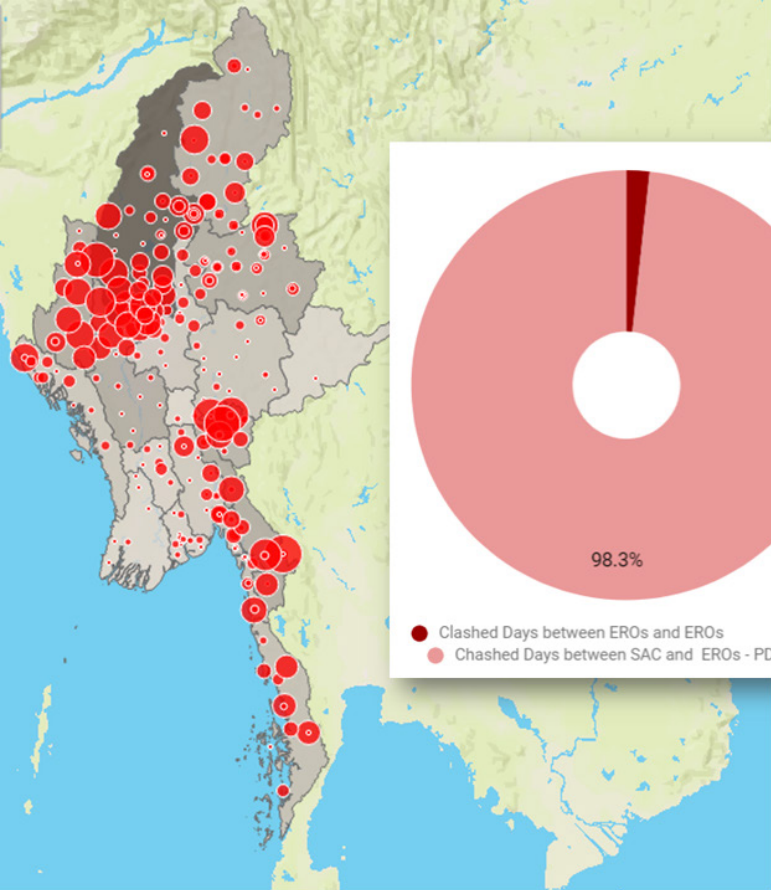 98.3%
Clashed Days between EROs and EROs
Chashed Days between SAC and EROs - PD